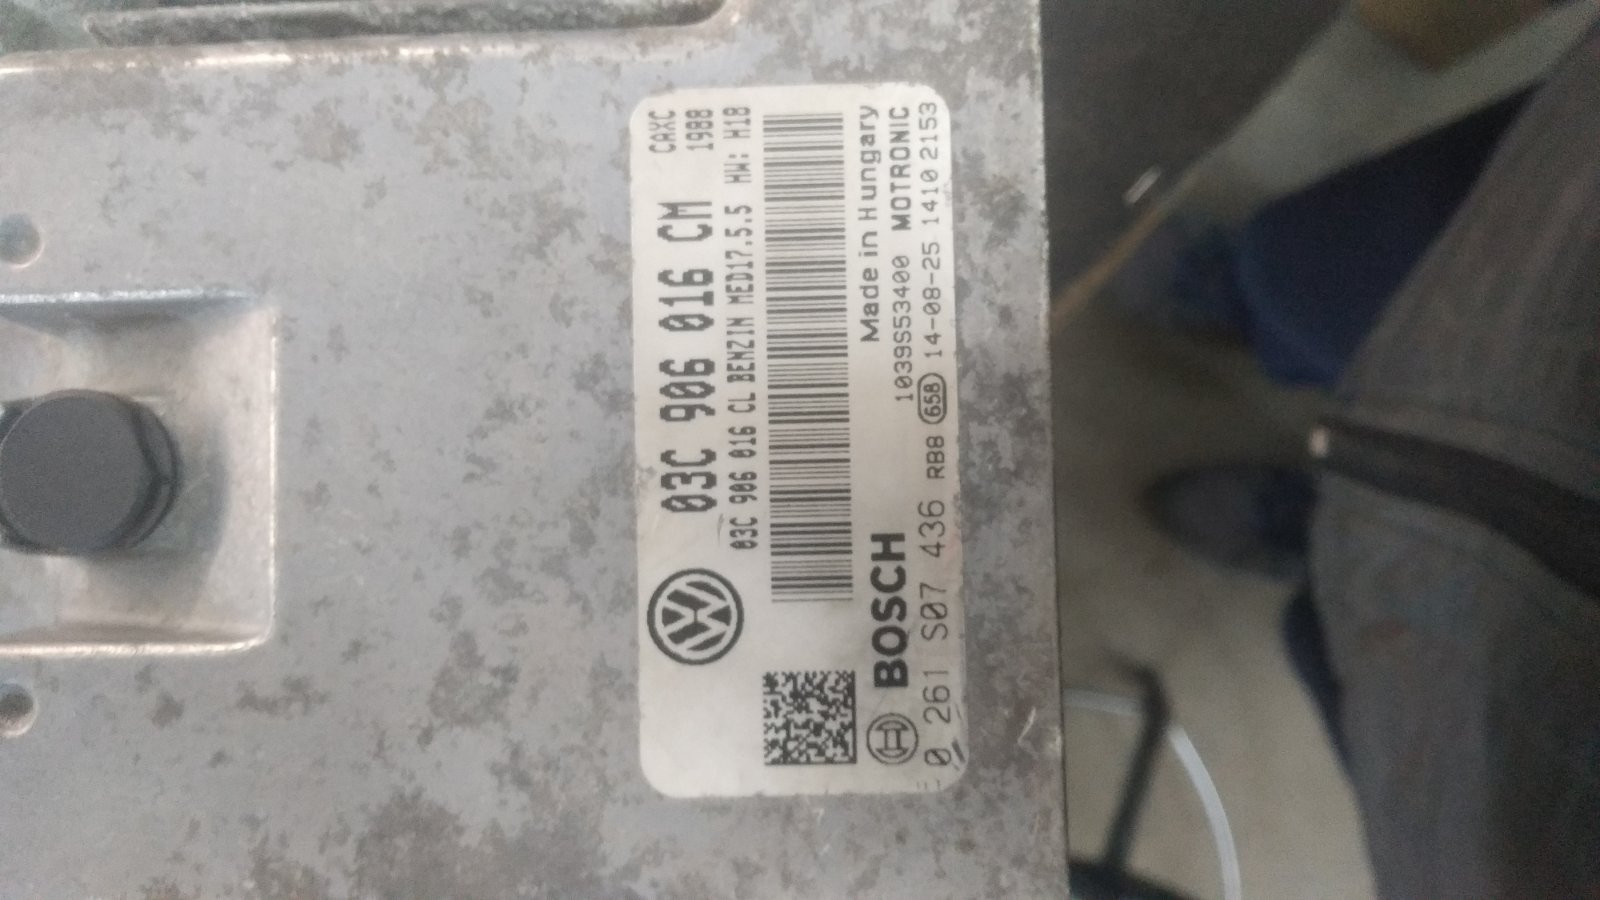 03C 906 016 CM CAXC
1988
03C 906 016 CL BENZIN MED17.5.5 HW: H18
Made in Hungary
BOSCH 1039S53400 MOTRONIC
0 261 S07 436 RB8 658 14-08-25 1410 2153